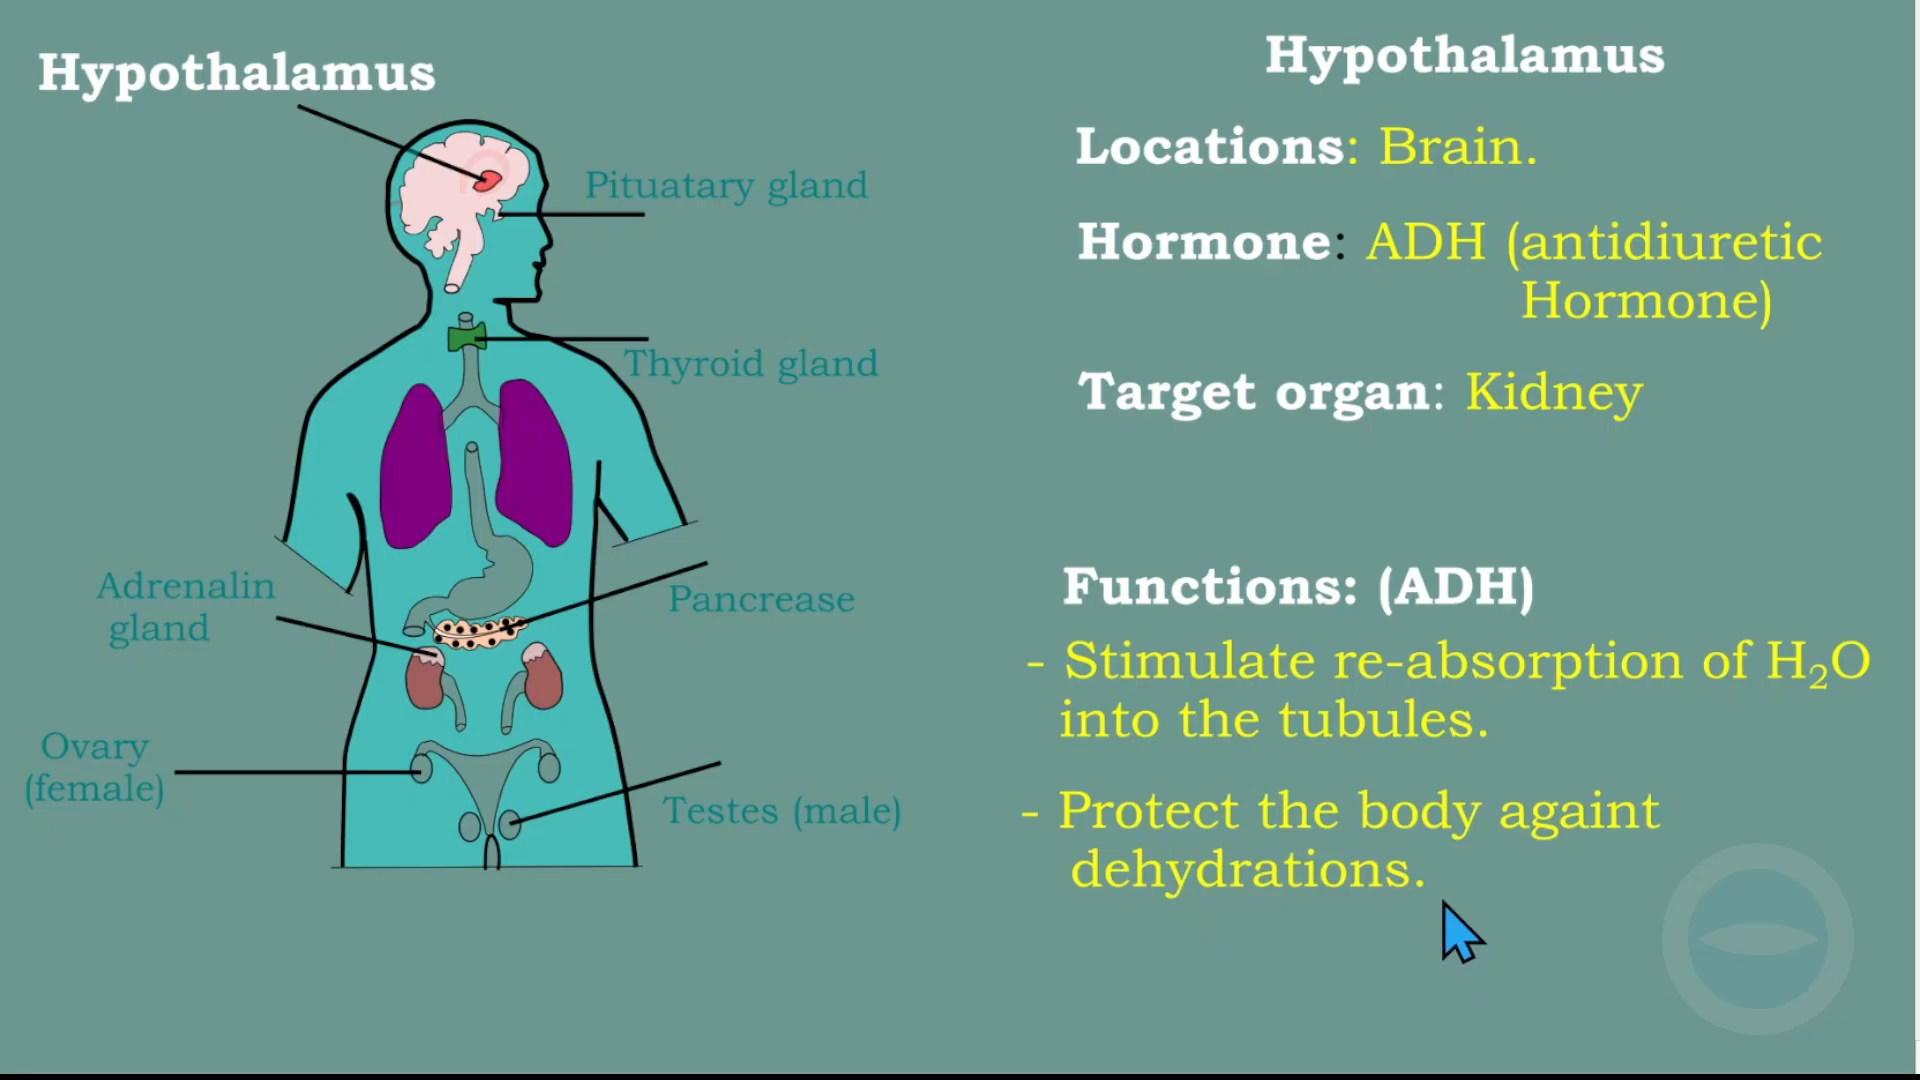 Hypothalamus
Pituatary gland
Thyroid gland
Adrenalin
gland
Pancrease
Ovary
(female)
Testes (male)
Hypothalamus
Locations: Brain.
Hormone: ADH (antidiuretic
Hormone)
Target organ: Kidney
Functions: (ADH)
- Stimulate re-absorption of H₂O
into the tubules.
- Protect the body againt
dehydrations.